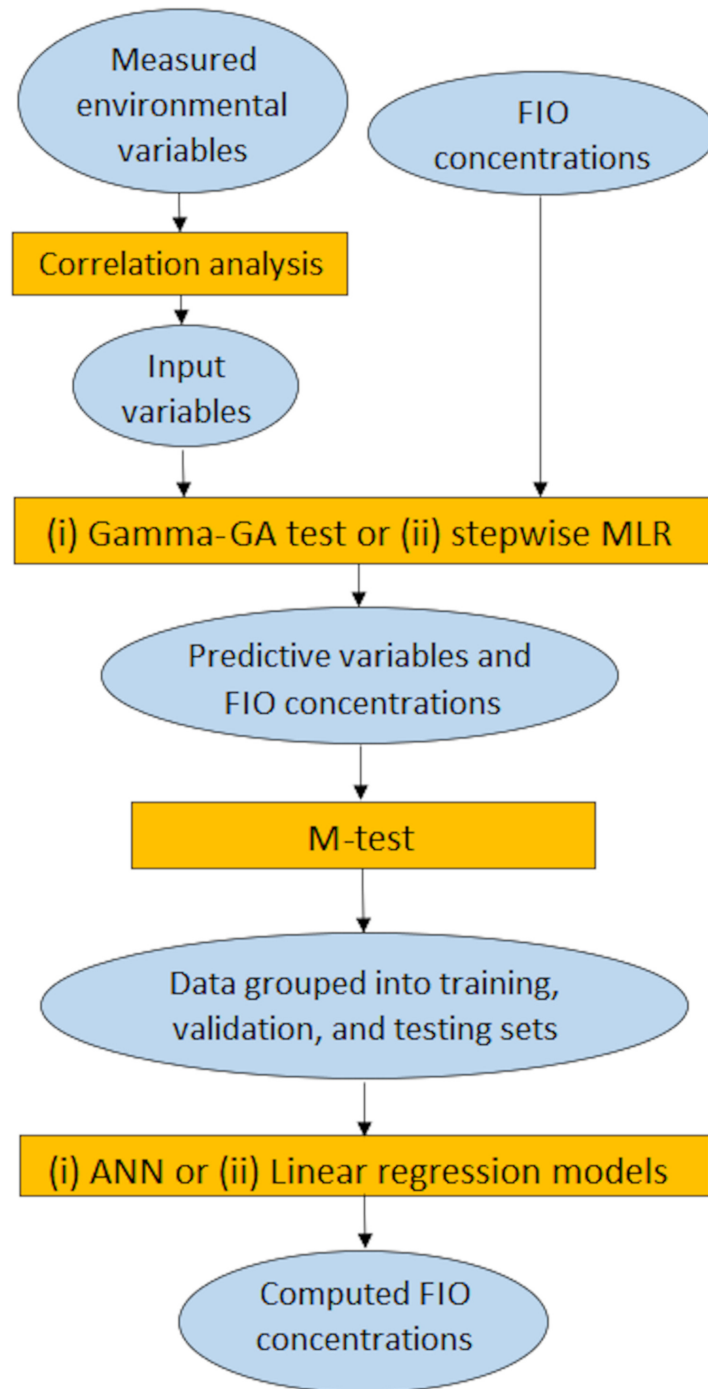 Measured
environmental
variables
FIO
concentrations
Correlation analysis
Input
variables
(i) Gamma-GA test or (ii) stepwise MLR
Predictive variables and
FIO concentrations
M-test
Data grouped into training,
validation, and testing sets
(i) ANN or (ii) Linear regression models
Computed FIO
concentrations